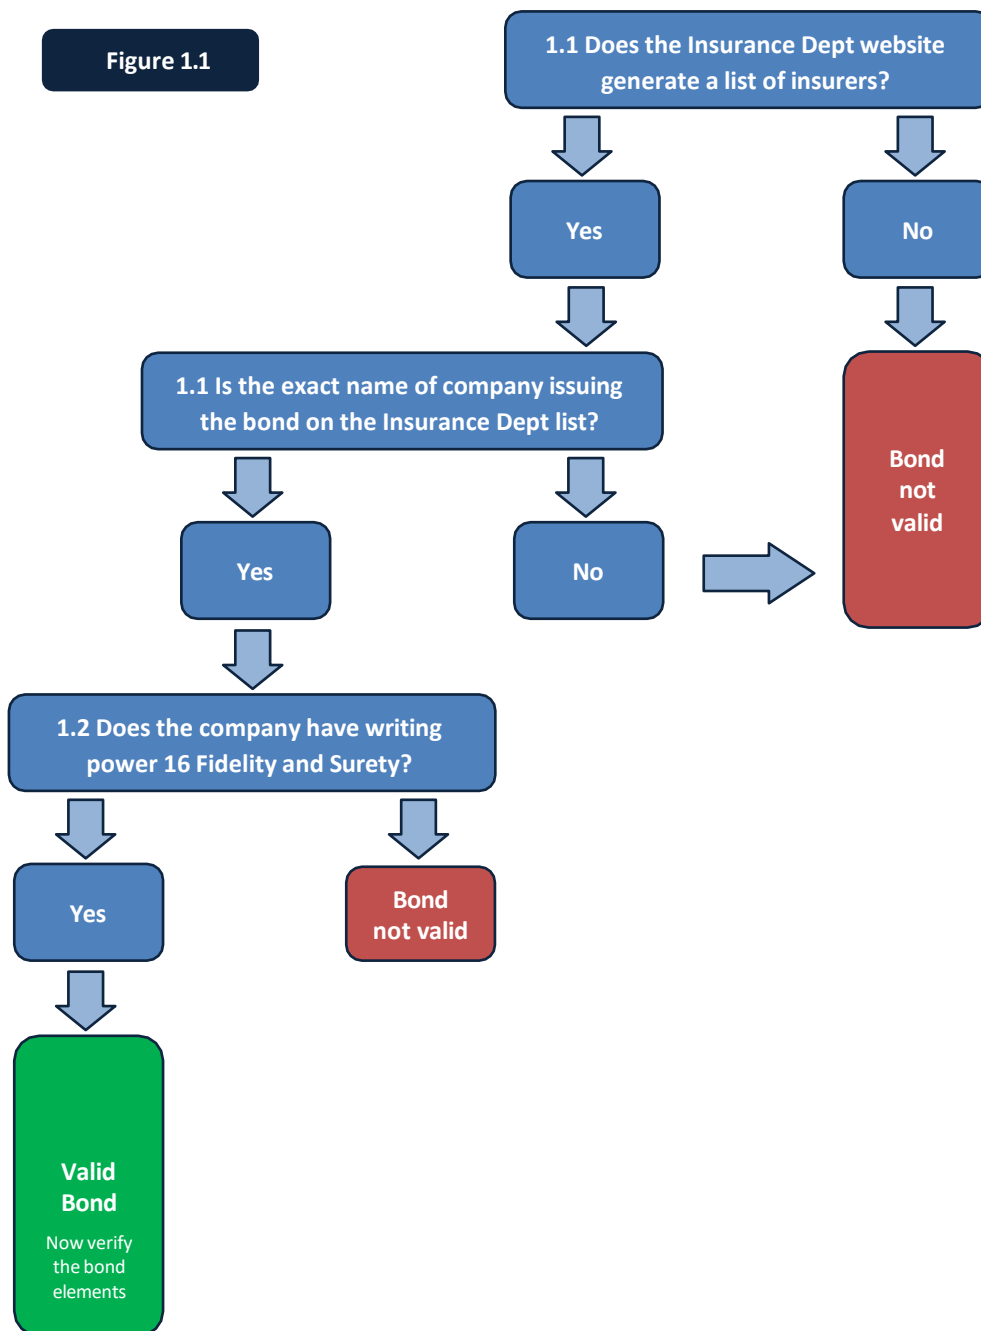 Figure 1.1
1.1 Does the Insurance Dept website
generate a list of insurers?
Yes
No
1.1 Is the exact name of company issuing
the bond on the Insurance Dept list?
Bond
not
valid
Yes
No
1.2 Does the company have writing
power 16 Fidelity and Surety?
Yes
Bond
not valid
Valid
Bond
Now verify
the bond
elements